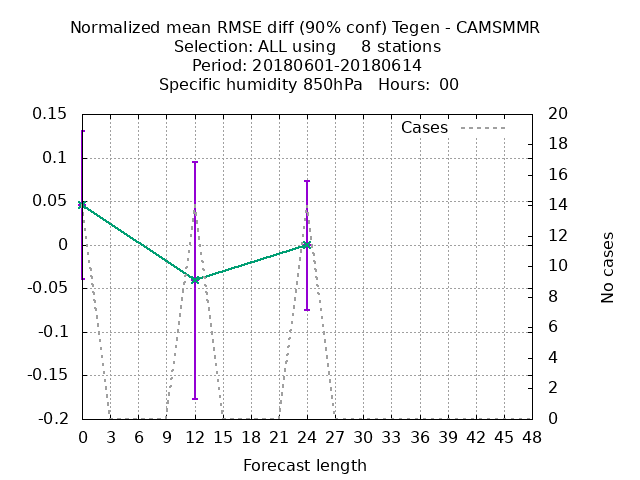 Normalized mean RMSE diff (90% conf) Tegen - CAMSMMR
Selection: ALL using     8 stations
Period: 20180601-20180614
Specific humidity 850hPa   Hours:  00
Cases
0.15
0.1
0.05
0
-0.05
-0.1
-0.15
-0.2
20
18
16
14
12
10
8
6
4
2
0
No cases
0 3 6 9 12 15 18 21 24 27 30 33 36 39 42 45 48
Forecast length